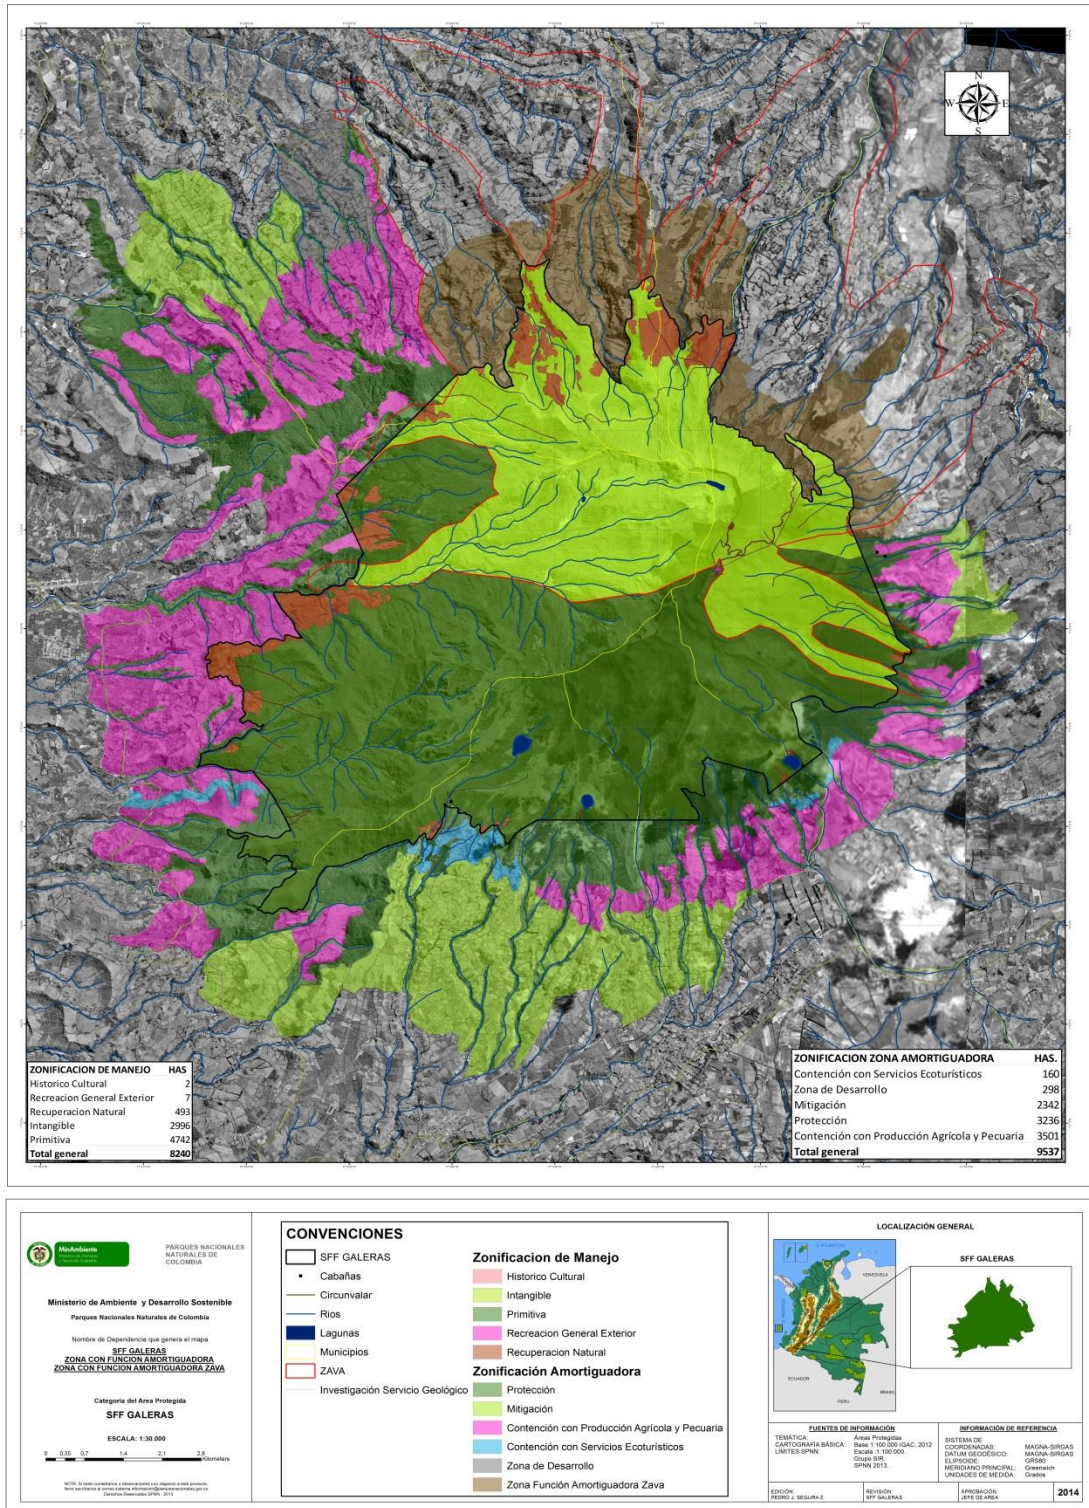 N
W E
S
ZONIFICACION DE MANEJO HAS
Historico Cultural 2
Recreacion General Exterior 7
Recuperacion Natural 493
Intangible 2996
Primitiva 4742
Total general 8240
ZONIFICACION ZONA AMORTIGUADORA HAS.
Contención con Servicios Ecoturísticos 160
Zona de Desarrollo 298
Mitigación 2342
Protección 3236
Contención con Producción Agrícola y Pecuaria 3501
Total general 9537
MinAmbiente
PARQUES NACIONALES
NATURALES DE
COLOMBIA
Ministerio de Ambiente y Desarrollo Sostenible
Parques Nacionales Naturales de Colombia
Nombre de Dependencia que genera el mapa
SFF GALERAS
ZONA CON FUNCION AMORTIGUADORA
ZONA CON FUNCION AMORTIGUADORA ZAVA
Categoria del Area Protegida
SFF GALERAS
ESCALA: 1:30.000
0 0,35 0,7 1,4 2,1 2,8
Kilometers
CONVENCIONES
SFF GALERAS
Cabañas
Circunvalar
Rios
Lagunas
Municipios
ZAVA
Investigación Servicio Geológico
Zonificacion de Manejo
Historico Cultural
Intangible
Primitiva
Recreacion General Exterior
Recuperacion Natural
Zonificación Amortiguadora
Protección
Mitigación
Contención con Producción Agrícola y Pecuaria
Contención con Servicios Ecoturísticos
Zona de Desarrollo
Zona Función Amortiguadora Zava
LOCALIZACIÓN GENERAL
SFF GALERAS
VENEZUELA
ECUADOR
PERU
BRASIL
FUENTES DE INFORMACIÓN
TEMÁTICA: Áreas Protegidas
CARTOGRAFÍA BÁSICA: Base 1:100.000 IGAC, 2012
LÍMITES SPNN: Escala :1:100.000.
Grupo SIR.
SPNN 2013.
INFORMACIÓN DE REFERENCIA
SISTEMA DE
COORDENADAS: MAGNA-SIRGAS
DATUM GEODÉSICO: MAGNA-SIRGAS
ELIPSOIDE: GRS80
MERIDIANO PRINCIPAL: Greenwich
UNIDADES DE MEDIDA: Grados
EDICIÓN:
PEDRO J. SEGURA Z.
REVISIÓN:
SFF GALERAS
APROBACIÓN:
JEFE DE AREA
2014